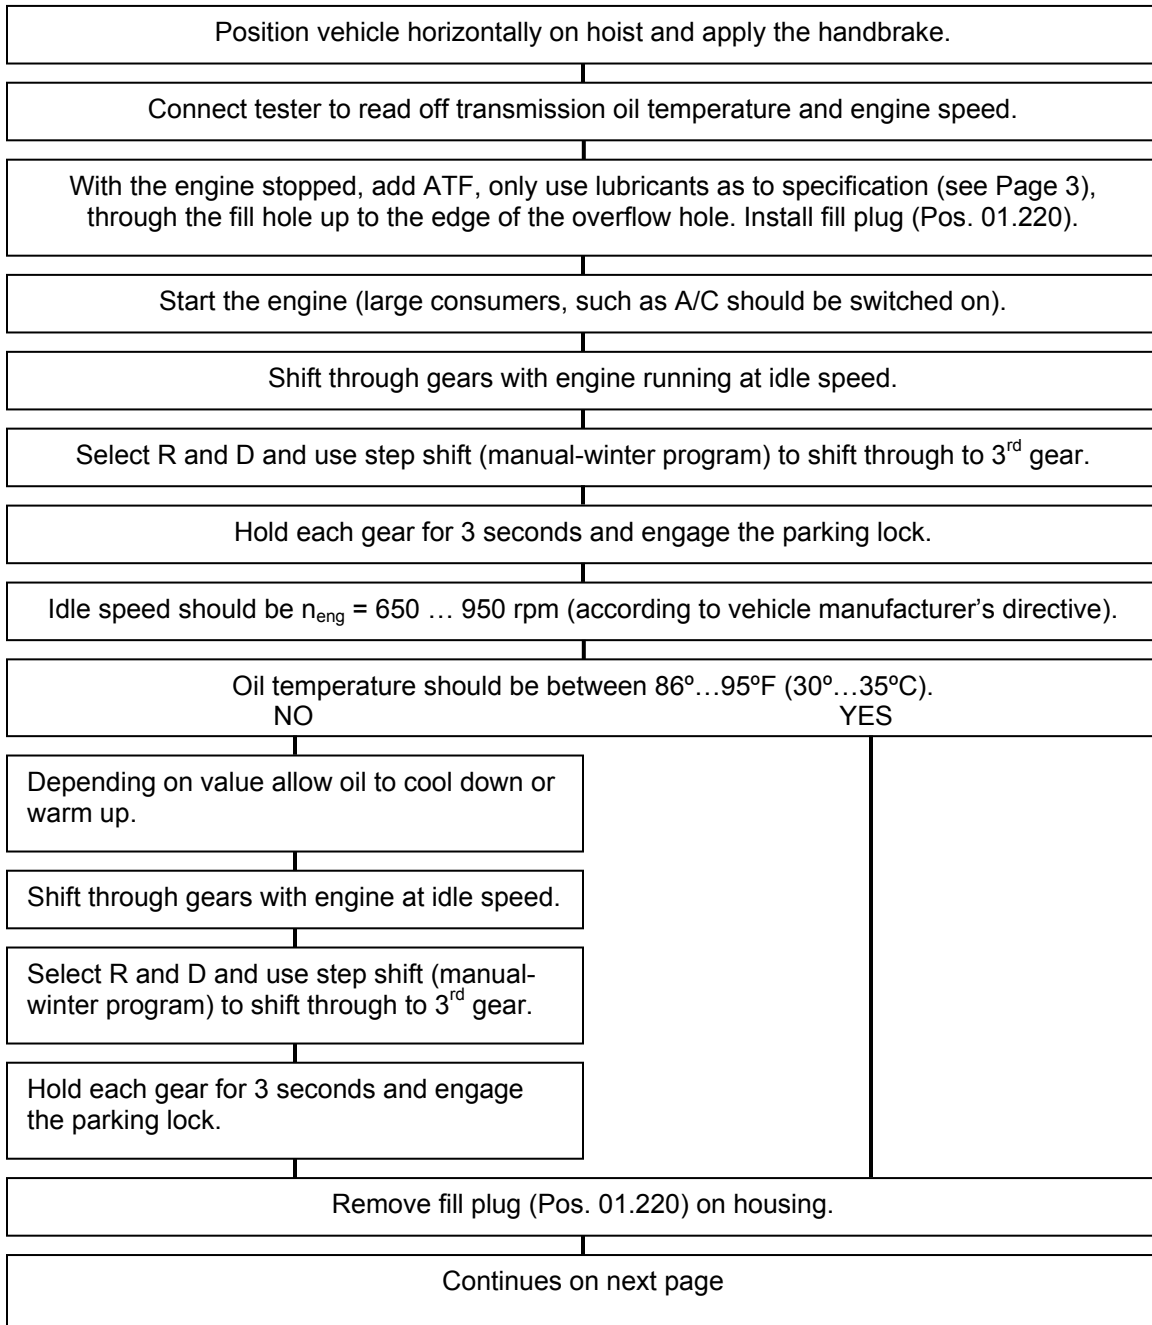 Position vehicle horizontally on hoist and apply the handbrake.
Connect tester to read off transmission oil temperature and engine speed.
With the engine stopped, add ATF, only use lubricants as to specification (see Page 3),
through the fill hole up to the edge of the overflow hole. Install fill plug (Pos. 01.220).
Start the engine (large consumers, such as A/C should be switched on).
Shift through gears with engine running at idle speed.
Select R and D and use step shift (manual-winter program) to shift through to 3rd gear.
Hold each gear for 3 seconds and engage the parking lock.
Idle speed should be neng = 650 … 950 rpm (according to vehicle manufacturer’s directive).
Oil temperature should be between 86º…95ºF (30º…35ºC).
NO YES
Depending on value allow oil to cool down or
warm up.
Shift through gears with engine at idle speed.
Select R and D and use step shift (manual-
winter program) to shift through to 3rd gear.
Hold each gear for 3 seconds and engage
the parking lock.
Remove fill plug (Pos. 01.220) on housing.
Continues on next page